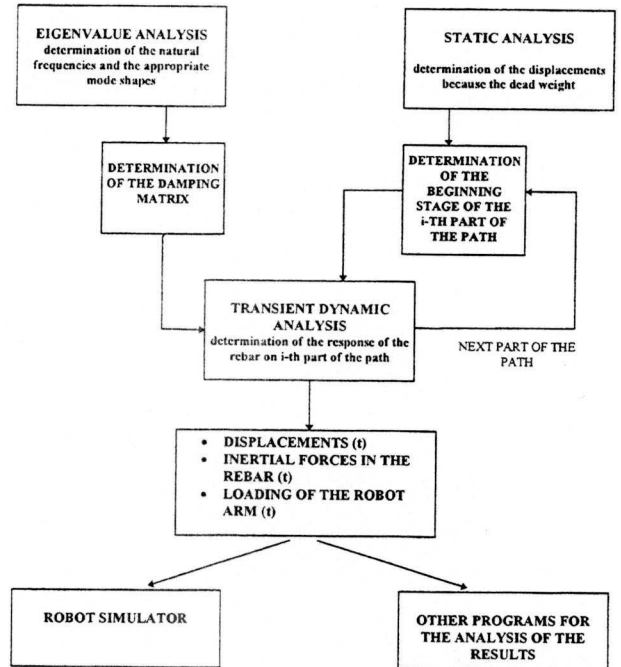 EIGENVALUE ANALYSIS
determination of the natural
frequencies and the appropriate
mode shapes
STATIC ANALYSIS
determination of the displacements
because the dead weight
DETERMINATION
OF THE DAMPING
MATRIX
DETERMINATION
OF THE
BEGINNING
STAGE OF THE
i-TH PART OF
THE PATH
TRANSIENT DYNAMIC
ANALYSIS
determination of the response of the
rebar on i-th part of the path
NEXT PART OF THE
PATH
• DISPLACEMENTS (t)
• INERTIAL FORCES IN THE
REBAR (t)
• LOADING OF THE ROBOT
ARM (t)
ROBOT SIMULATOR
OTHER PROGRAMS FOR
THE ANALYSIS OF THE
RESULTS